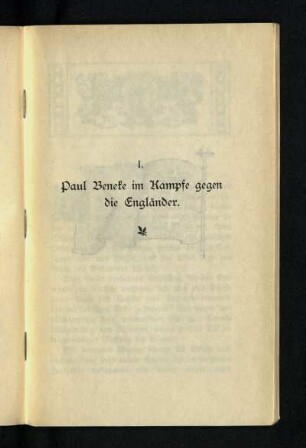 I.
Paul Beneke im Kampfe gegen
die Engländer.